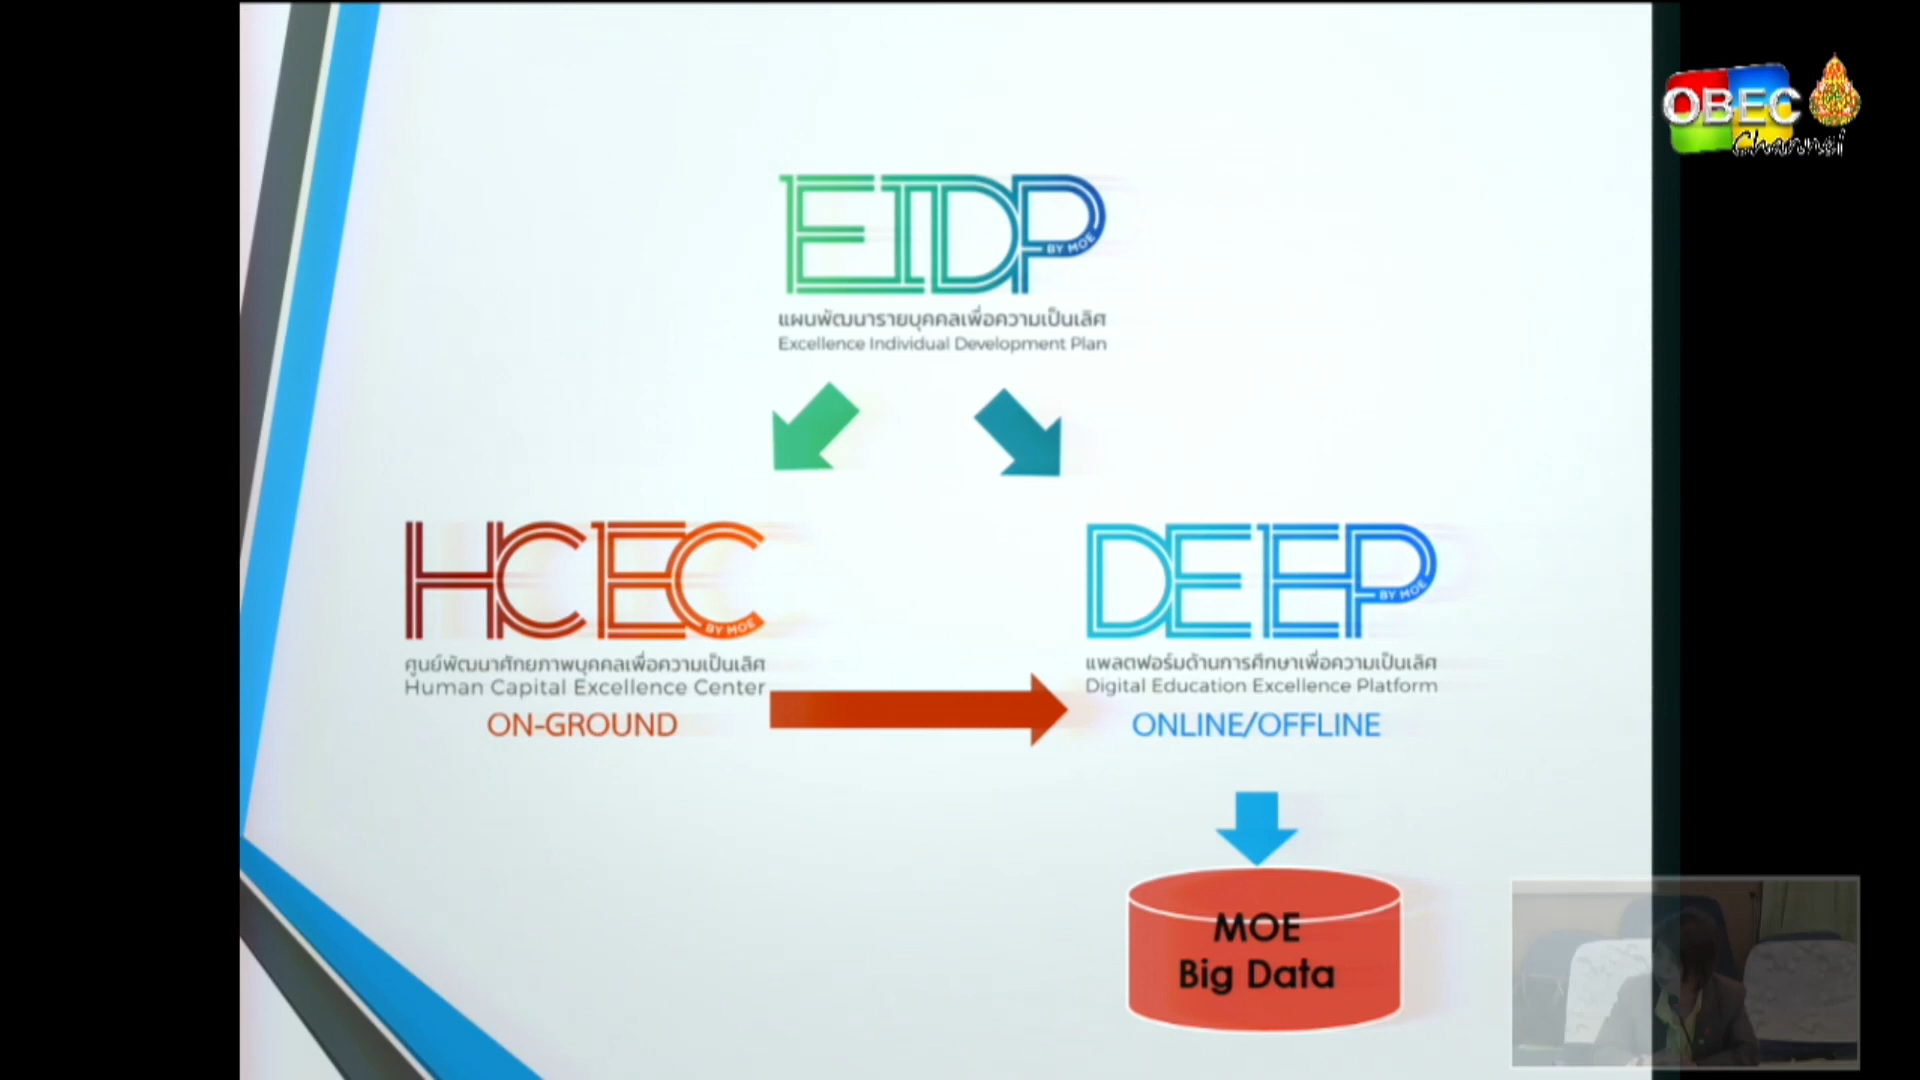 OBEC
Channel
EIDP
BY MOE
แผนพัฒนารายบุคคลเพื่อความเป็นเลิศ
Excellence Individual Development Plan
HCEC
BY MOE
ศูนย์พัฒนาศักยภาพบุคคลเพื่อความเป็นเลิศ
Human Capital Excellence Center
ON-GROUND
DEEP
BY MOE
แพลตฟอร์มด้านการศึกษาเพื่อความเป็นเลิศ
Digital Education Excellence Platform
ONLINE/OFFLINE
MOE
Big Data